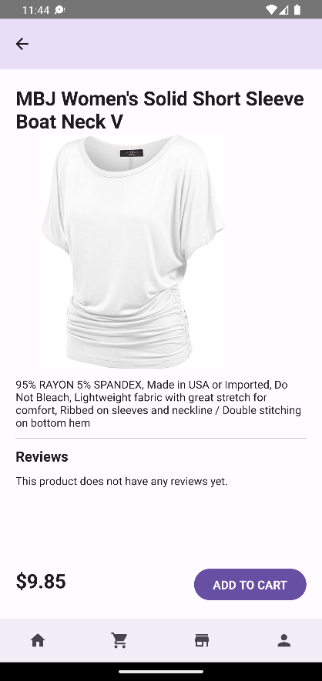 11:44
MBJ Women's Solid Short Sleeve
Boat Neck V
95% RAYON 5% SPANDEX, Made in USA or Imported, Do
Not Bleach, Lightweight fabric with great stretch for
comfort, Ribbed on sleeves and neckline / Double stitching
on bottom hem
Reviews
This product does not have any reviews yet.
$9.85
ADD TO CART